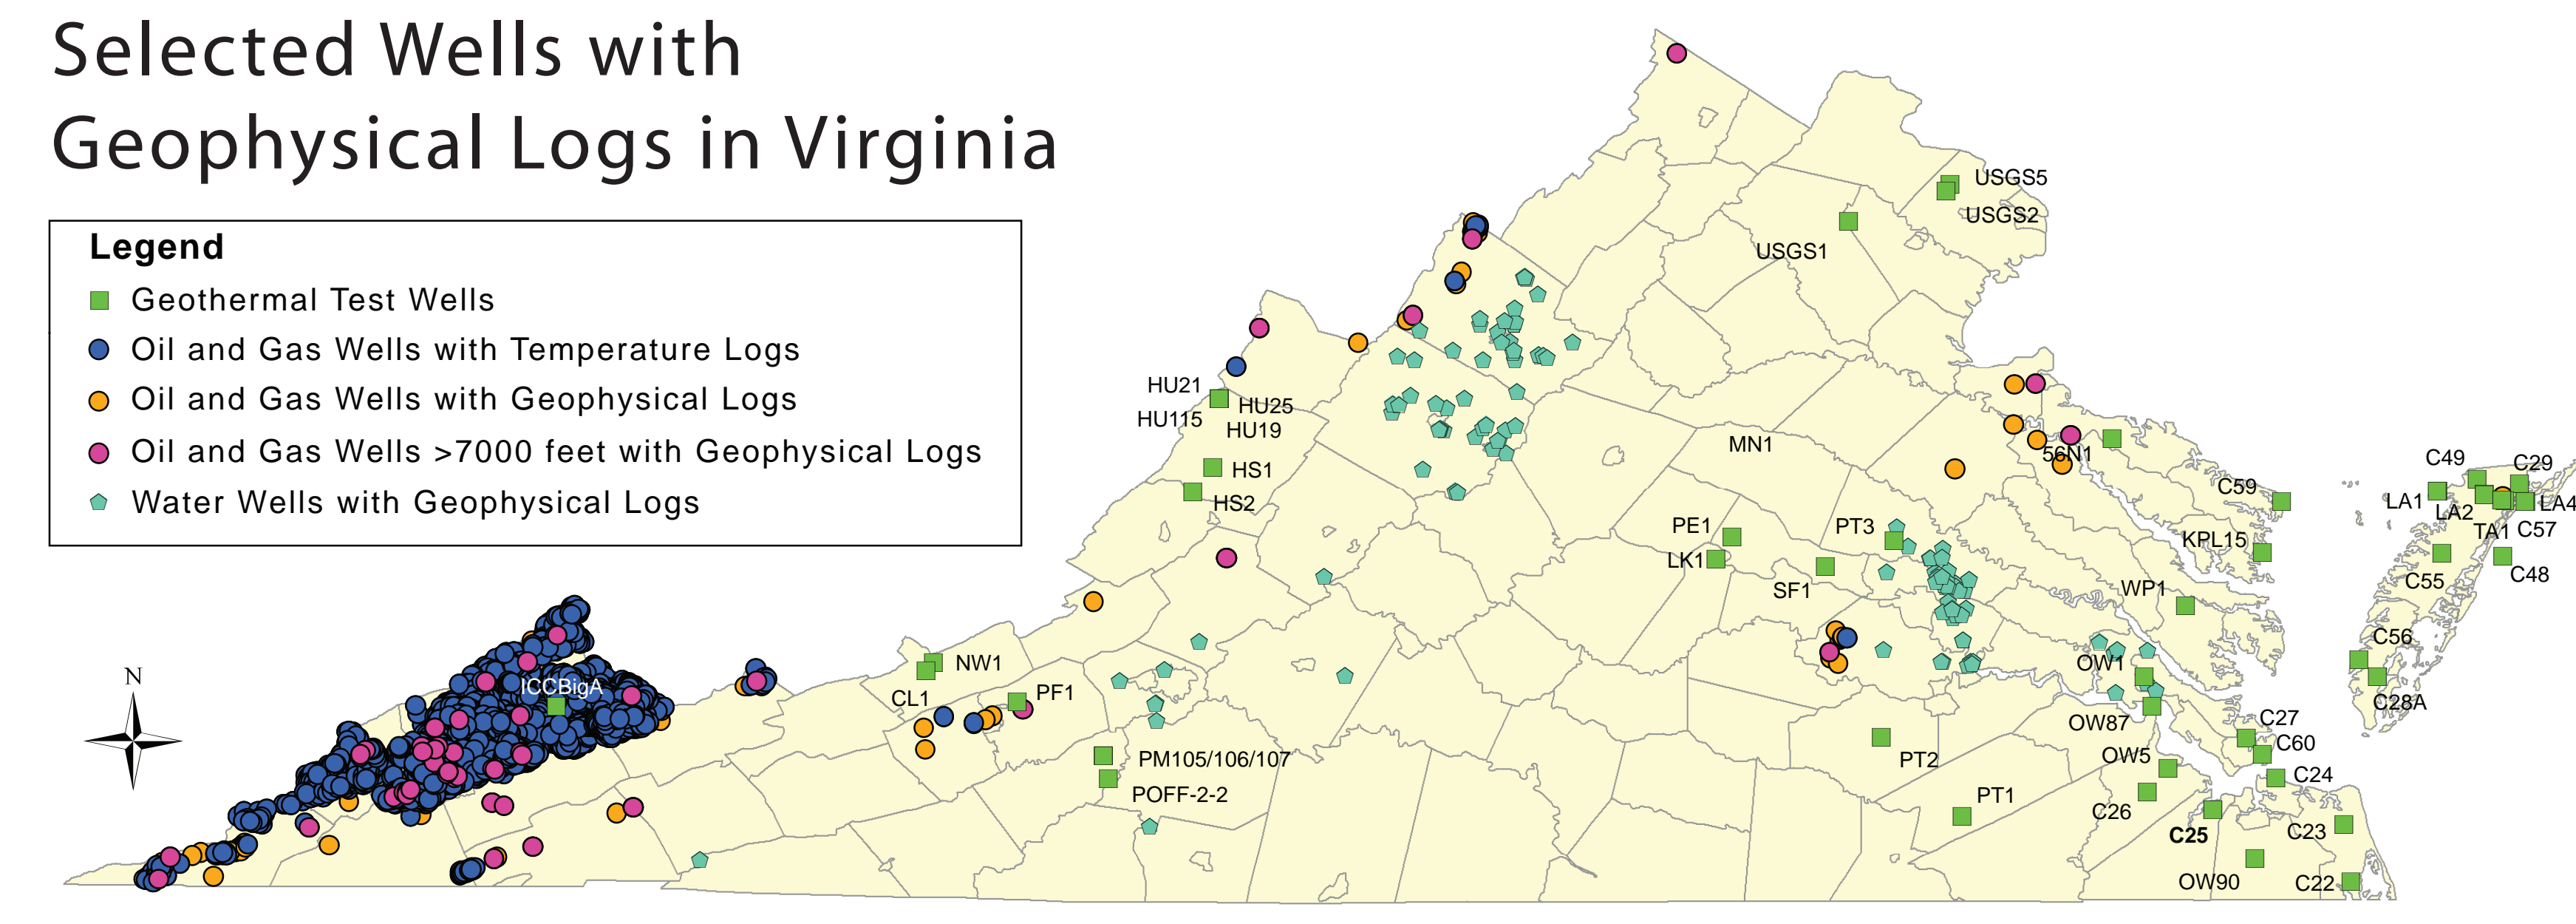 Selected Wells with
Geophysical Logs in Virginia
Legend
Geothermal Test Wells
Oil and Gas Wells with Temperature Logs
Oil and Gas Wells with Geophysical Logs
Oil and Gas Wells >7000 feet with Geophysical Logs
Water Wells with Geophysical Logs
N
USGS5
USGS2
USGS1
HU21
HU25
HU115
HU19
HS1
HS2
MN1
56N1
C49
C29
C59
LA1
LA2
LA4
TA1
C57
PE1
PT3
KPL15
LK1
C55
C48
SF1
WP1
C56
NW1
OW1
ICCBigA
CL1
PF1
C28A
OW87
C27
C60
PM105/106/107
PT2
OW5
C24
POFF-2-2
PT1
C26
C25
C23
OW90
C22